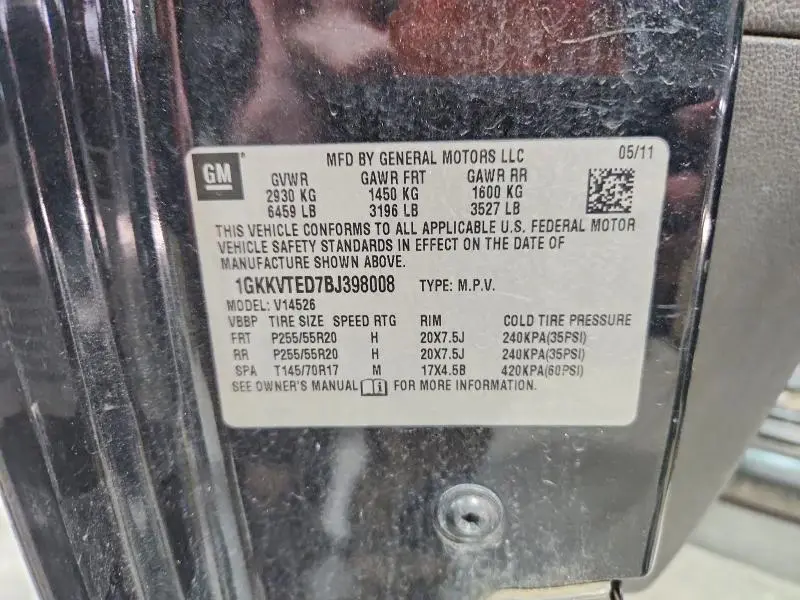 GM
MFD BY GENERAL MOTORS LLC 05/11
GVWR GAWR FRT GAWR RR
2930 KG 1450 KG 1600 KG
6459 LB 3196 LB 3527 LB
THIS VEHICLE CONFORMS TO ALL APPLICABLE U.S. FEDERAL MOTOR
VEHICLE SAFETY STANDARDS IN EFFECT ON THE DATE OF
MANUFACTURE SHOWN ABOVE.
1GKKVTED7BJ398008 TYPE: M.P.V.
MODEL: V14526
VBBP TIRE SIZE SPEED RTG RIM COLD TIRE PRESSURE
FRT P255/55R20 H 20X7.5J 240KPA(35PSI)
RR P255/55R20 H 20X7.5J 240KPA(35PSI)
SPA T145/70R17 M 17X4.5B 420KPA(60PSI)
SEE OWNER'S MANUAL FOR MORE INFORMATION.